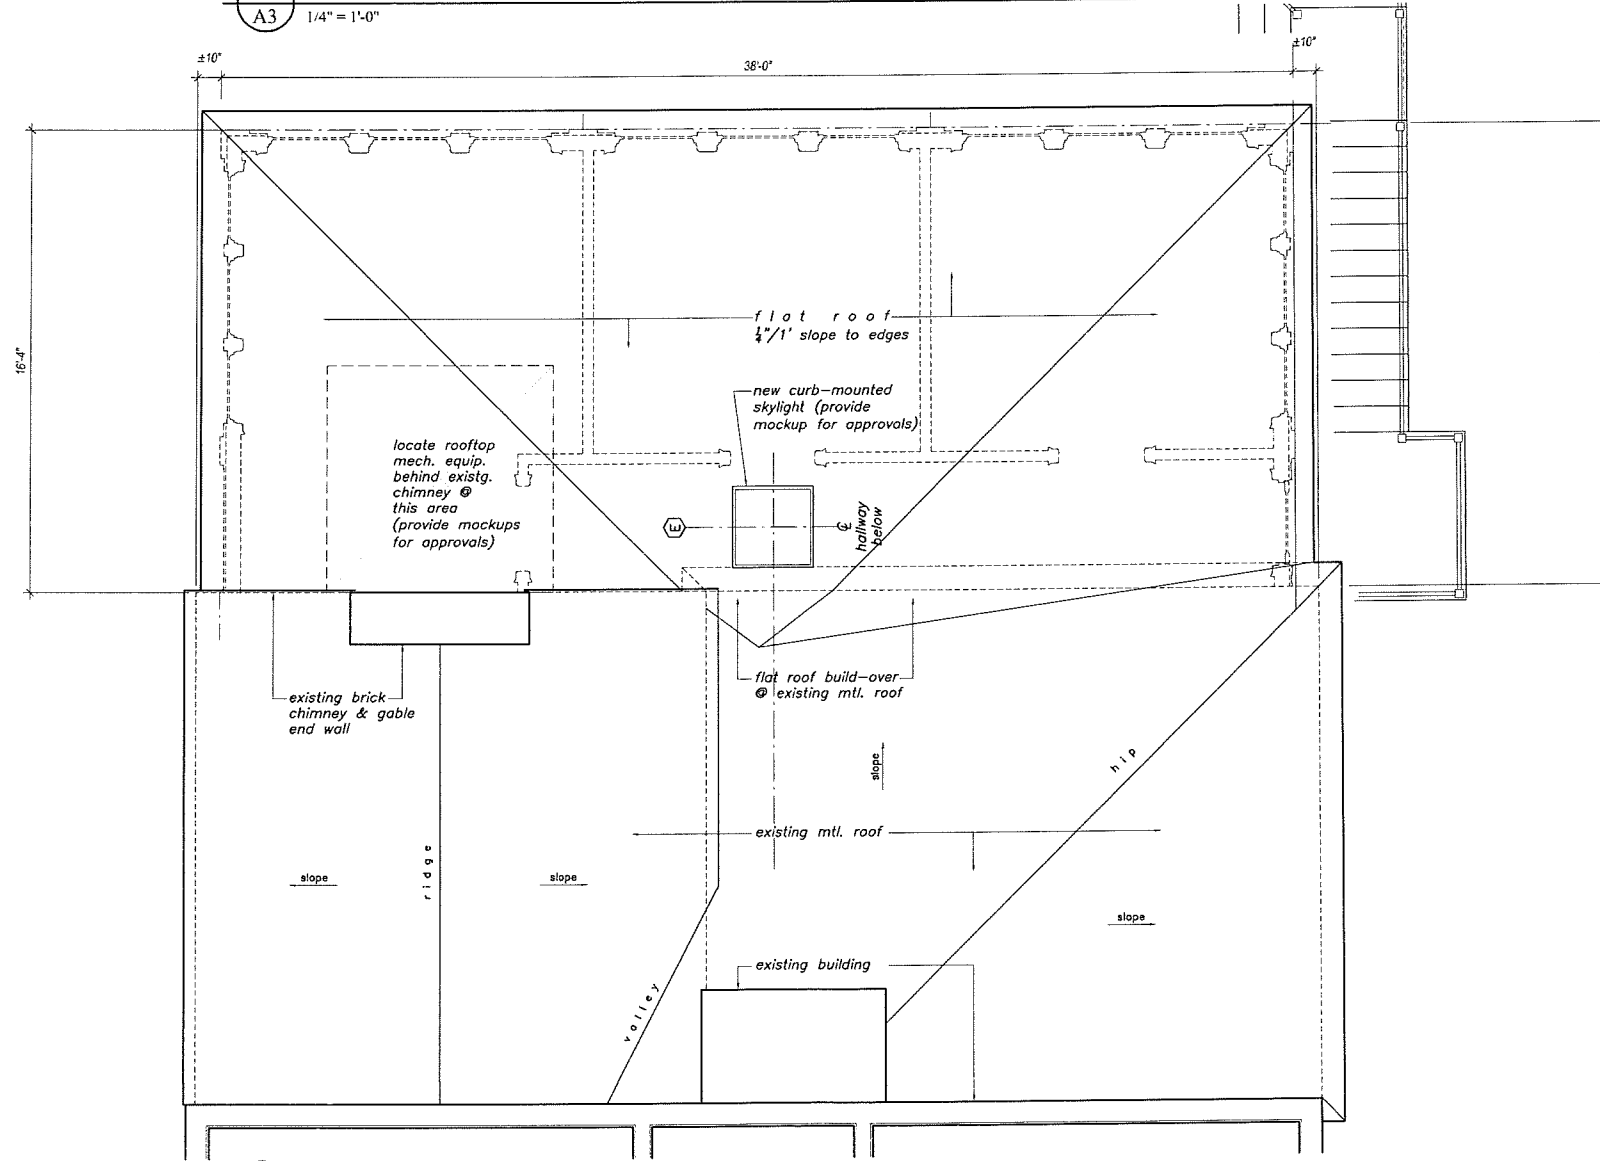 A3
1/4" = 1'-0"
±10"
38'-0"
±10"
16'-4"
flat roof
¼"/1' slope to edges
new curb-mounted
skylight (provide
mockup for approvals)
locate rooftop
mech. equip.
behind existg.
chimney @
this area
(provide mockups
for approvals)
E
℄
hallway
below
existing brick
chimney & gable
end wall
flat roof build-over
@ existing mtl. roof
slope
hip
existing mtl. roof
ridge
slope
slope
slope
existing building
valley